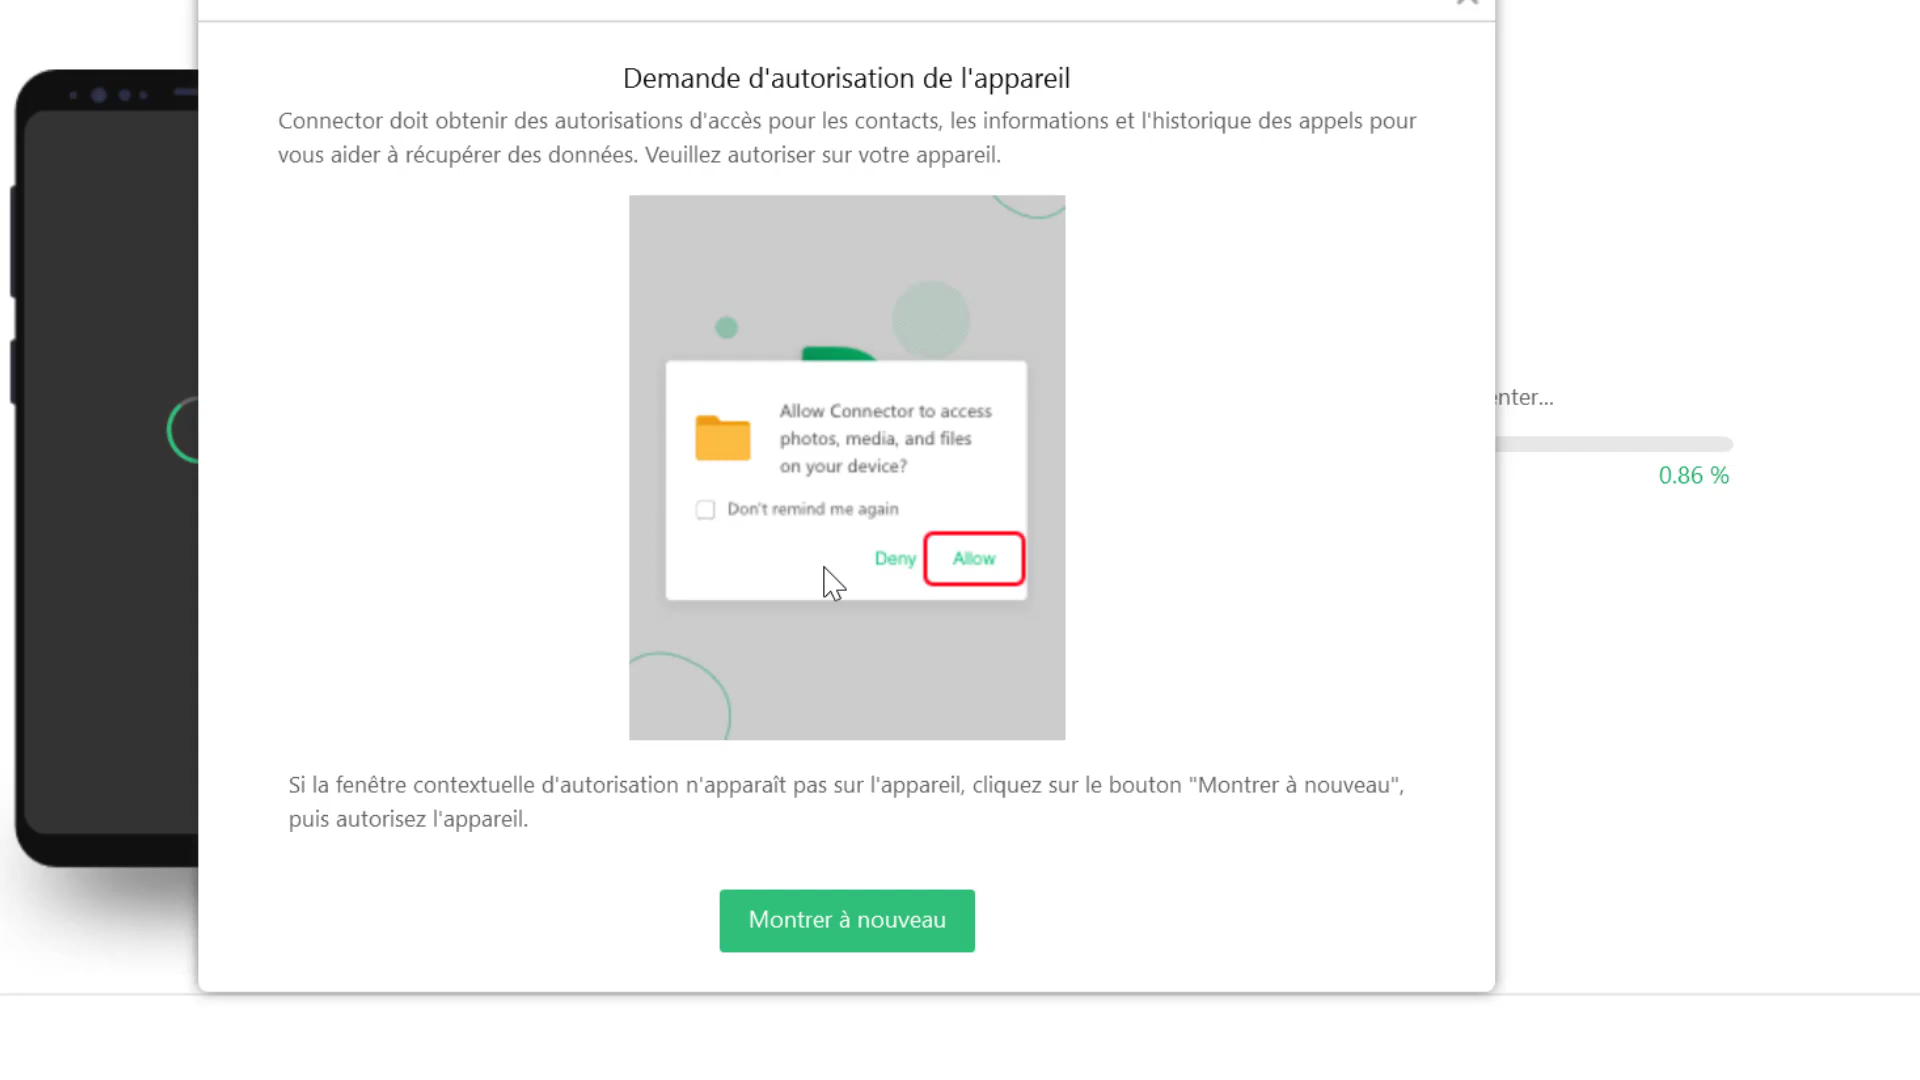 Demande d'autorisation de l'appareil
Connector doit obtenir des autorisations d'accès pour les contacts, les informations et l'historique des appels pour
vous aider à récupérer des données. Veuillez autoriser sur votre appareil.
Allow Connector to access
photos, media, and files
on your device?
Don't remind me again
Deny Allow
enter...
0.86 %
Si la fenêtre contextuelle d'autorisation n'apparaît pas sur l'appareil, cliquez sur le bouton "Montrer à nouveau",
puis autorisez l'appareil.
Montrer à nouveau